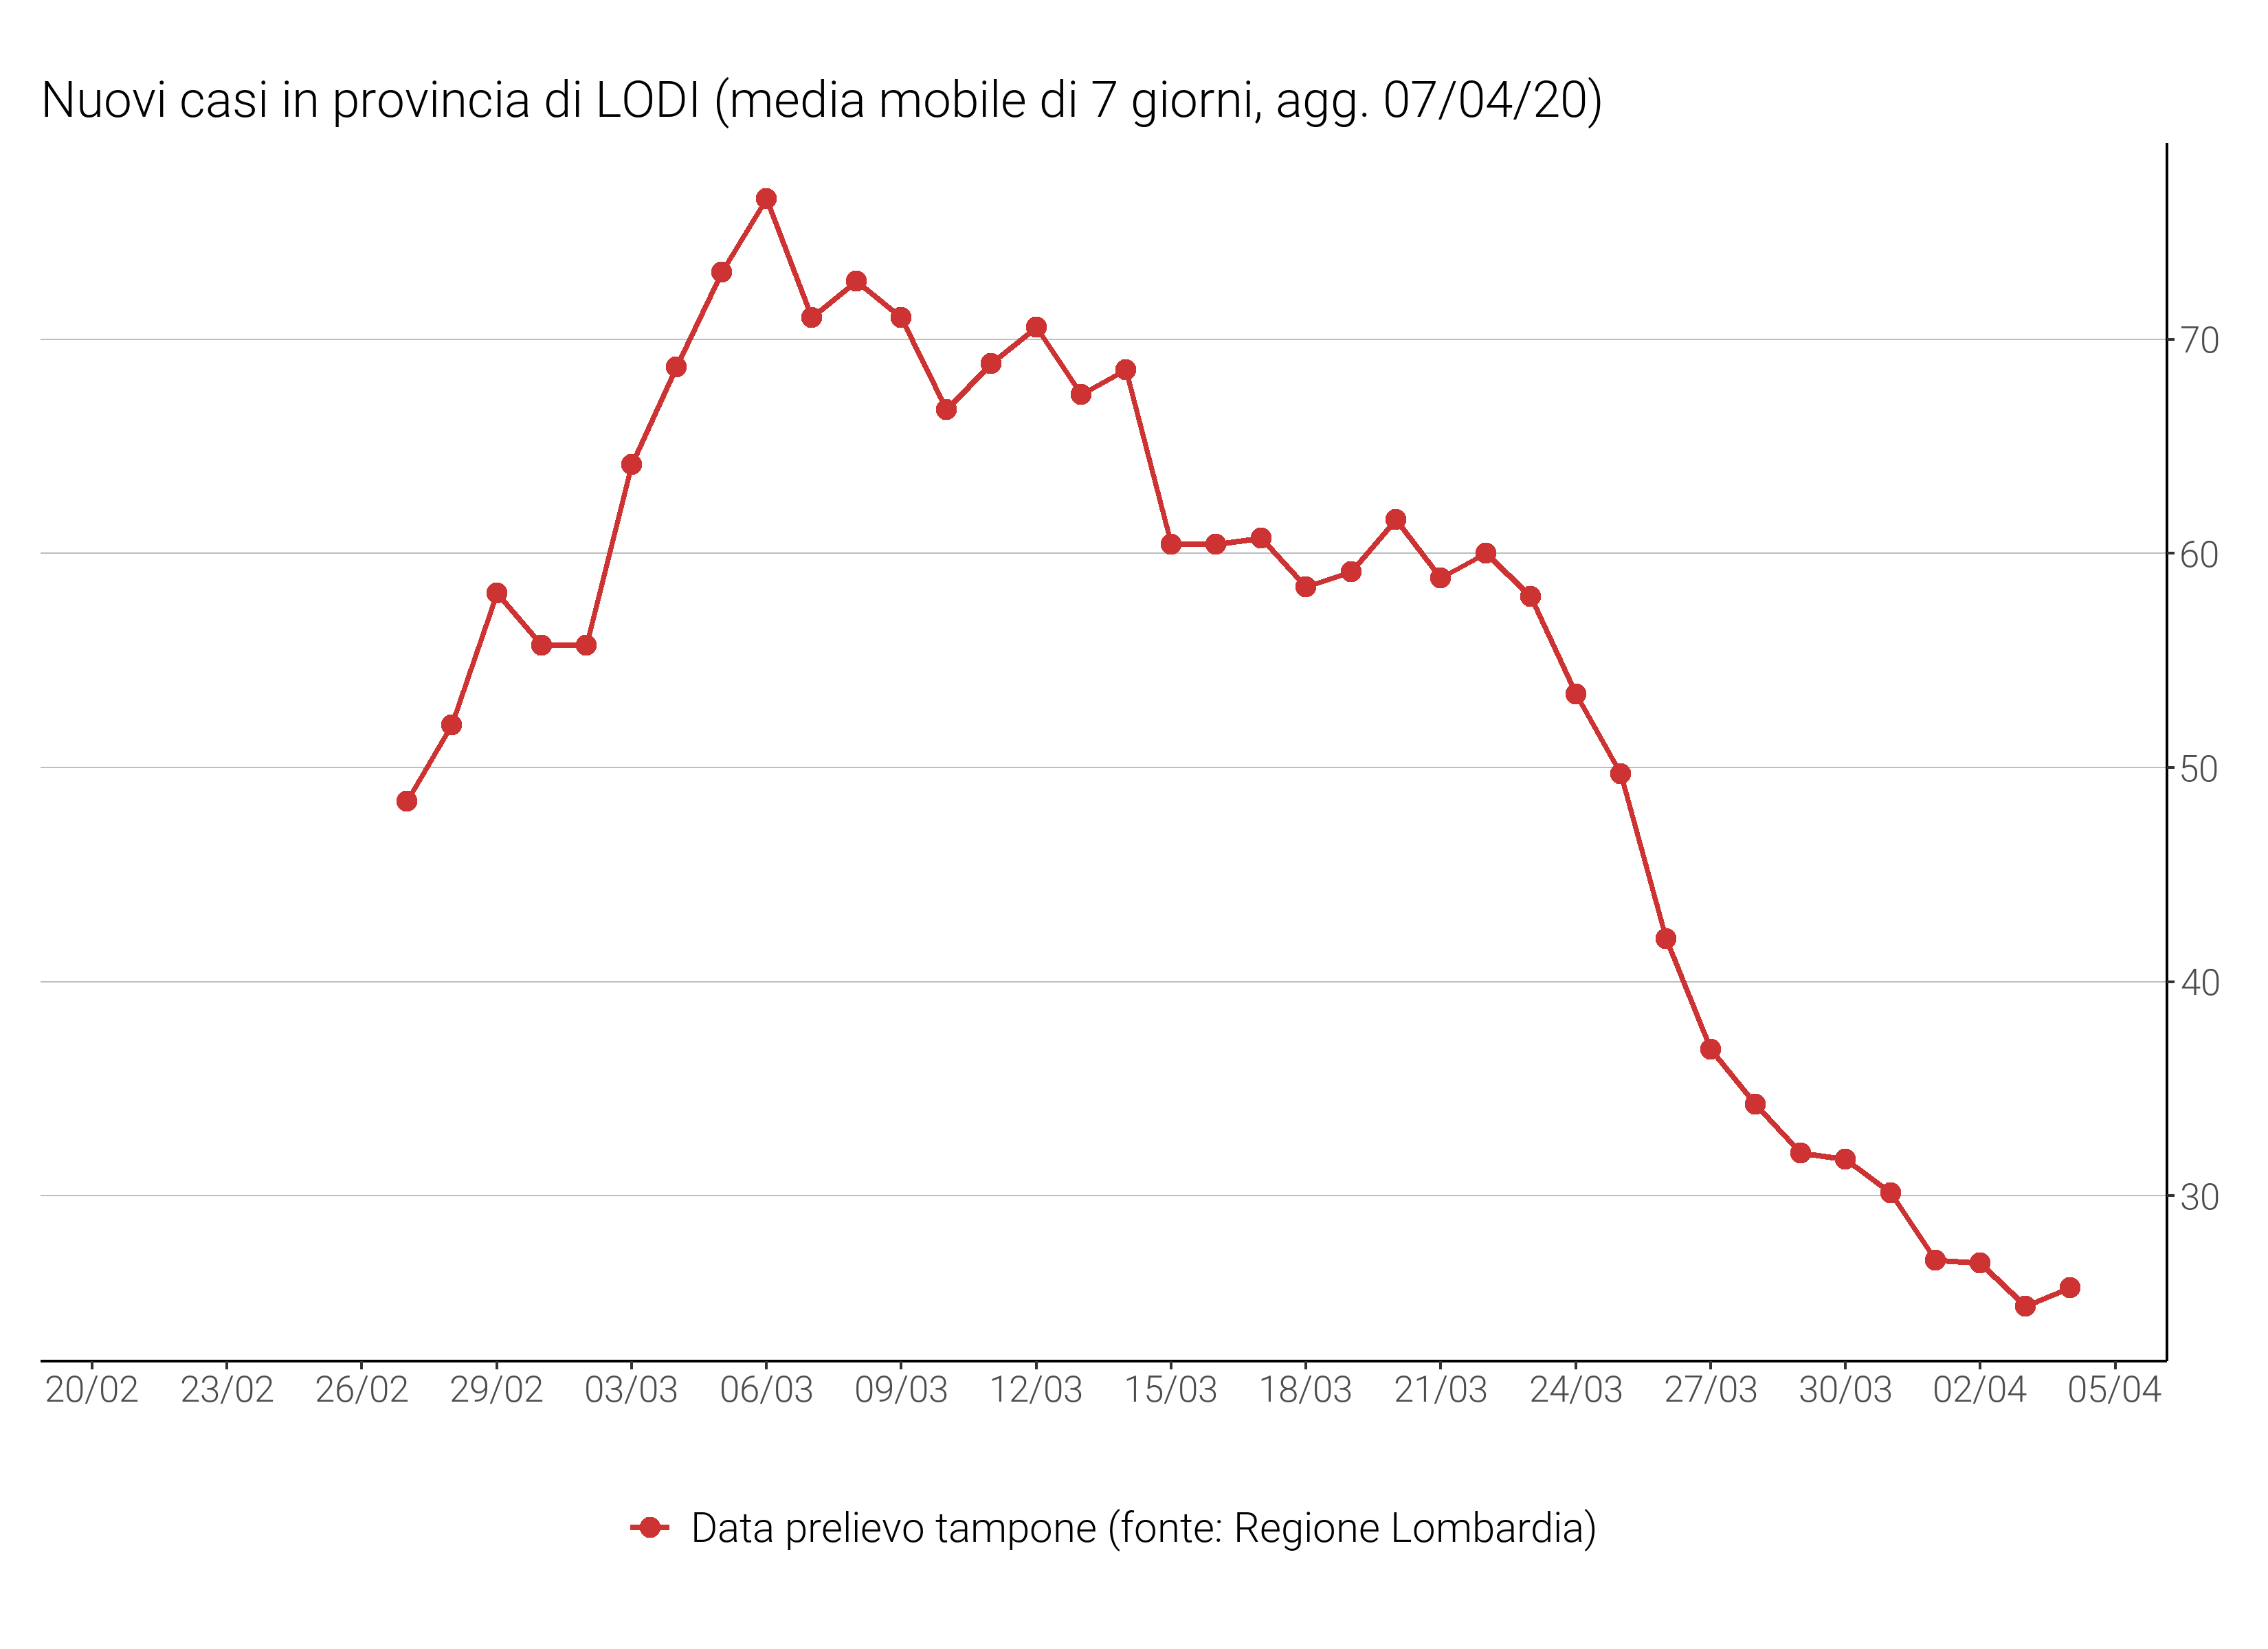 Nuovi casi in provincia di LODI (media mobile di 7 giorni, agg. 07/04/20)
70
60
50
40
30
20/02 23/02 26/02 29/02 03/03 06/03 09/03 12/03 15/03 18/03 21/03 24/03 27/03 30/03 02/04 05/04
Data prelievo tampone (fonte: Regione Lombardia)